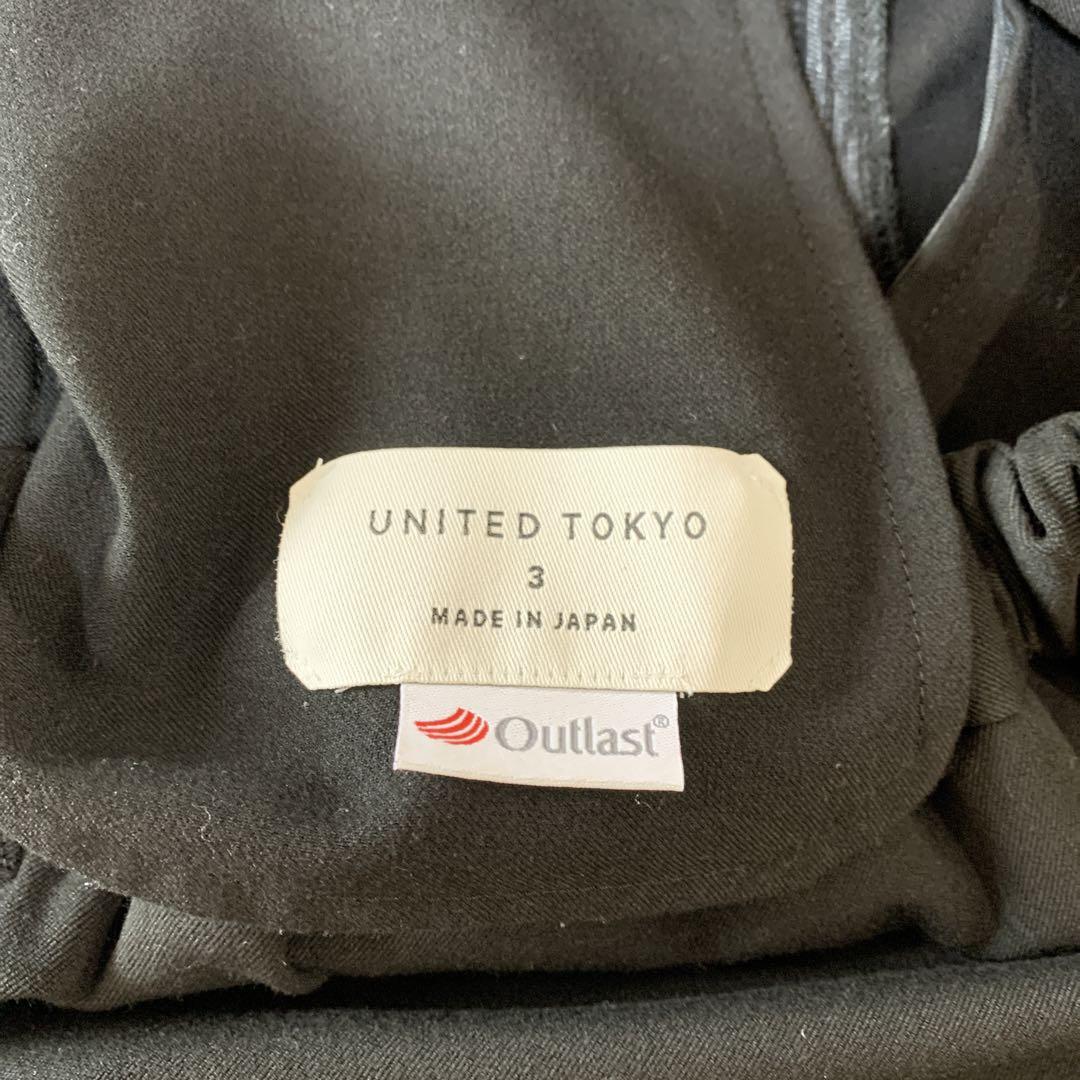 UNITED TOKYO
3
MADE IN JAPAN
Outlast®